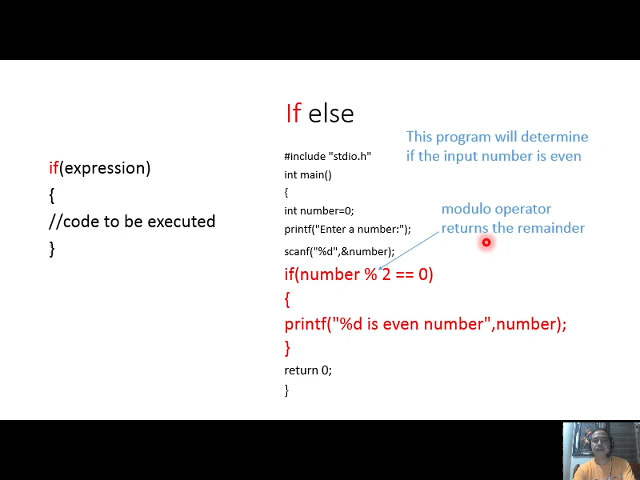 If else
if(expression)
{
//code to be executed
}
#include "stdio.h"
int main()
{
int number=0;
printf("Enter a number:");
scanf("%d",&number);
if(number % 2 == 0)
{
printf("%d is even number",number);
}
return 0;
}
This program will determine
if the input number is even
modulo operator
returns the remainder